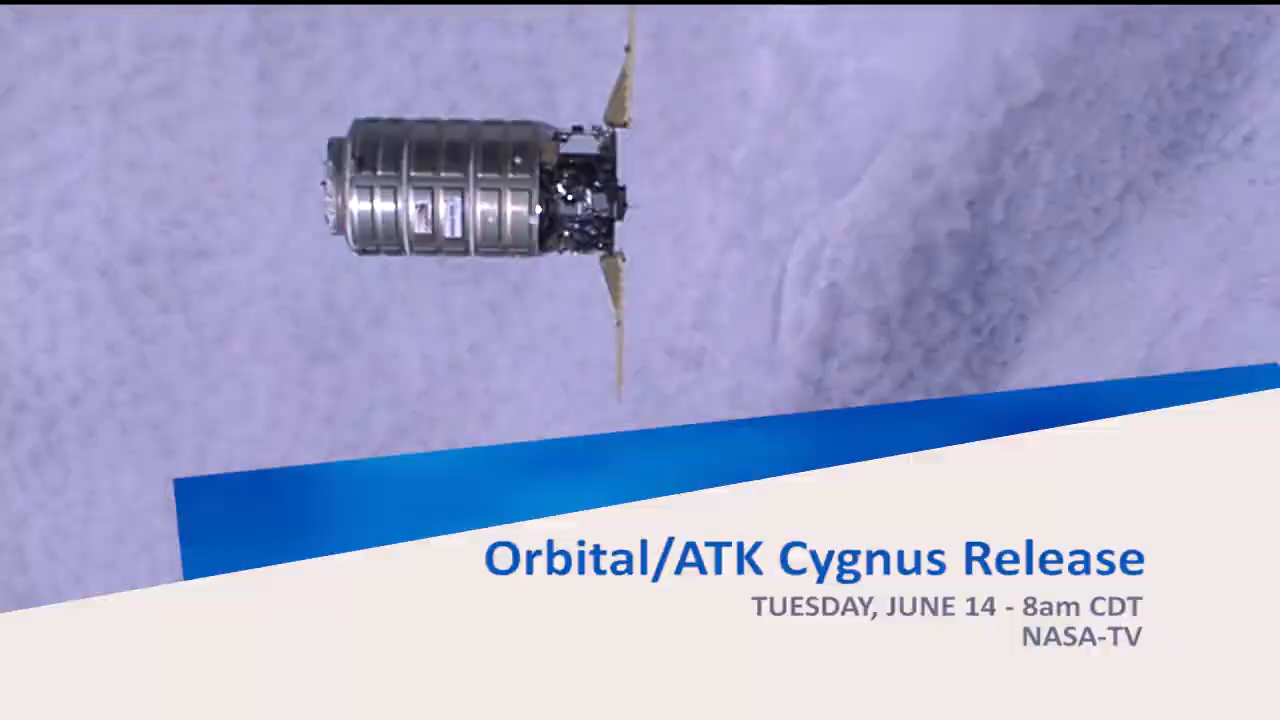 Orbital/ATK Cygnus Release
TUESDAY, JUNE 14 - 8am CDT
NASA-TV